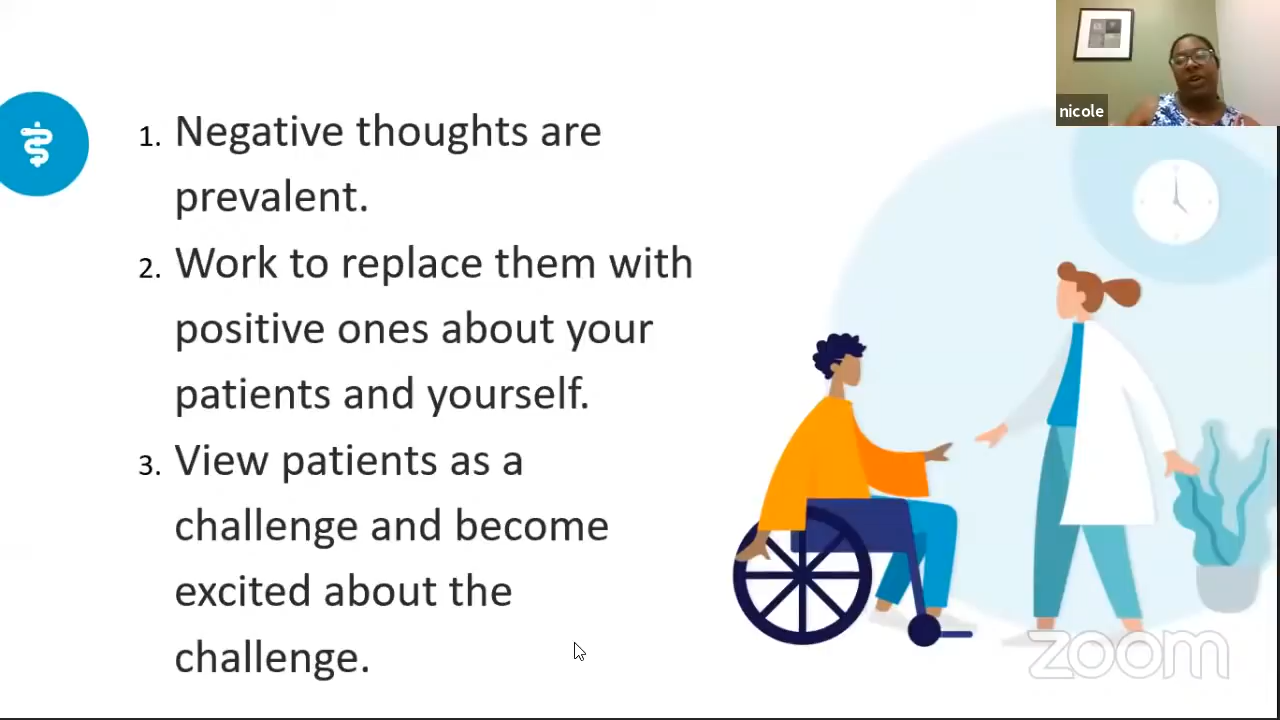 nicole
1. Negative thoughts are
prevalent.
2. Work to replace them with
positive ones about your
patients and yourself.
3. View patients as a
challenge and become
excited about the
challenge.
zoom